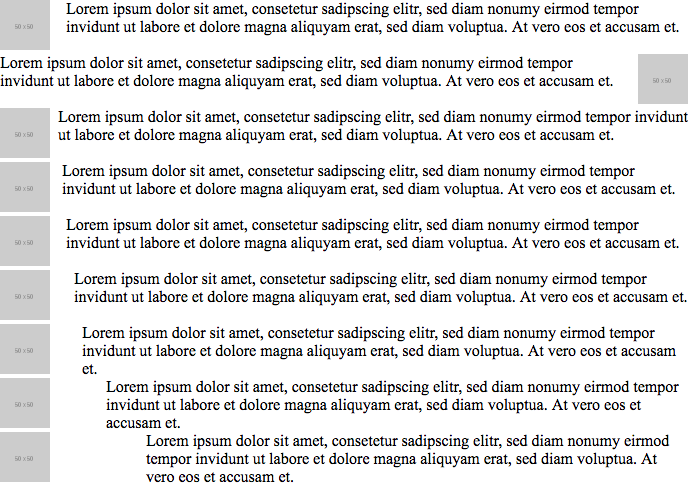 50 x 50
Lorem ipsum dolor sit amet, consetetur sadipscing elitr, sed diam nonumy eirmod tempor
invidunt ut labore et dolore magna aliquyam erat, sed diam voluptua. At vero eos et accusam et.
Lorem ipsum dolor sit amet, consetetur sadipscing elitr, sed diam nonumy eirmod tempor
invidunt ut labore et dolore magna aliquyam erat, sed diam voluptua. At vero eos et accusam et.
50 x 50
50 x 50
Lorem ipsum dolor sit amet, consetetur sadipscing elitr, sed diam nonumy eirmod tempor invidunt
ut labore et dolore magna aliquyam erat, sed diam voluptua. At vero eos et accusam et.
50 x 50
Lorem ipsum dolor sit amet, consetetur sadipscing elitr, sed diam nonumy eirmod tempor
invidunt ut labore et dolore magna aliquyam erat, sed diam voluptua. At vero eos et accusam et.
50 x 50
Lorem ipsum dolor sit amet, consetetur sadipscing elitr, sed diam nonumy eirmod tempor
invidunt ut labore et dolore magna aliquyam erat, sed diam voluptua. At vero eos et accusam et.
50 x 50
Lorem ipsum dolor sit amet, consetetur sadipscing elitr, sed diam nonumy eirmod tempor
invidunt ut labore et dolore magna aliquyam erat, sed diam voluptua. At vero eos et accusam et.
50 x 50
Lorem ipsum dolor sit amet, consetetur sadipscing elitr, sed diam nonumy eirmod tempor
invidunt ut labore et dolore magna aliquyam erat, sed diam voluptua. At vero eos et accusam
et.
50 x 50
Lorem ipsum dolor sit amet, consetetur sadipscing elitr, sed diam nonumy eirmod tempor
invidunt ut labore et dolore magna aliquyam erat, sed diam voluptua. At vero eos et
accusam et.
50 x 50
Lorem ipsum dolor sit amet, consetetur sadipscing elitr, sed diam nonumy eirmod
tempor invidunt ut labore et dolore magna aliquyam erat, sed diam voluptua. At
vero eos et accusam et.